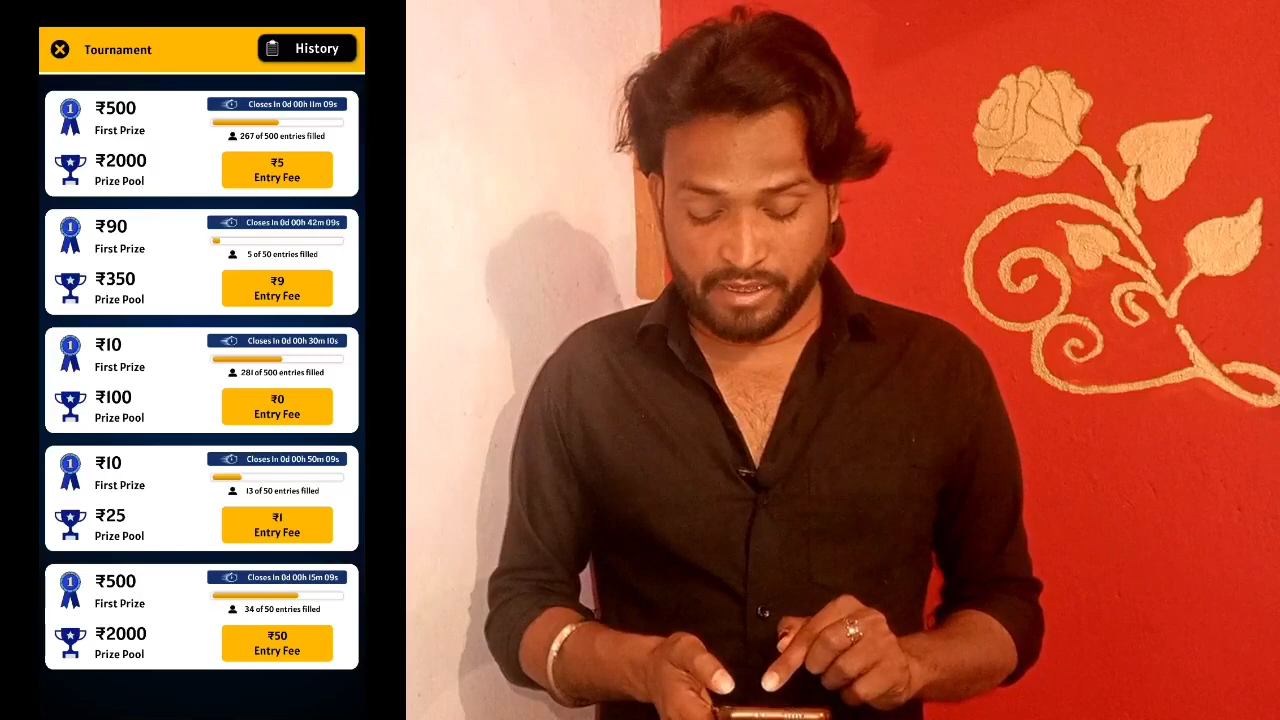 Tournament
History
₹500
First Prize
₹2000
Prize Pool
Closes In 0d 00h 11m 09s
267 of 500 entries filled
₹5
Entry Fee
₹90
First Prize
₹350
Prize Pool
Closes In 0d 00h 42m 09s
5 of 50 entries filled
₹9
Entry Fee
₹10
First Prize
₹100
Prize Pool
Closes In 0d 00h 30m 10s
281 of 500 entries filled
₹0
Entry Fee
₹10
First Prize
₹25
Prize Pool
Closes In 0d 00h 50m 09s
13 of 50 entries filled
₹1
Entry Fee
₹500
First Prize
₹2000
Prize Pool
Closes In 0d 00h 15m 09s
34 of 50 entries filled
₹50
Entry Fee